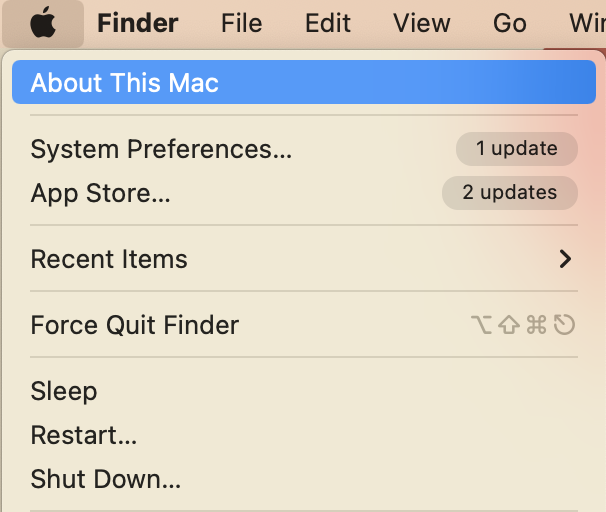 Finder File Edit View Go
About This Mac
System Preferences... 1 update
App Store... 2 updates
Recent Items
Force Quit Finder ⌥⇧⌘⎋
Sleep
Restart...
Shut Down...